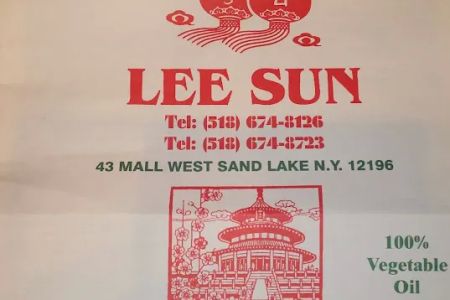 LEE SUN
Tel: (518) 674-8126
Tel: (518) 674-8723
43 MALL WEST SAND LAKE N.Y. 12196
100%
Vegetable
Oil